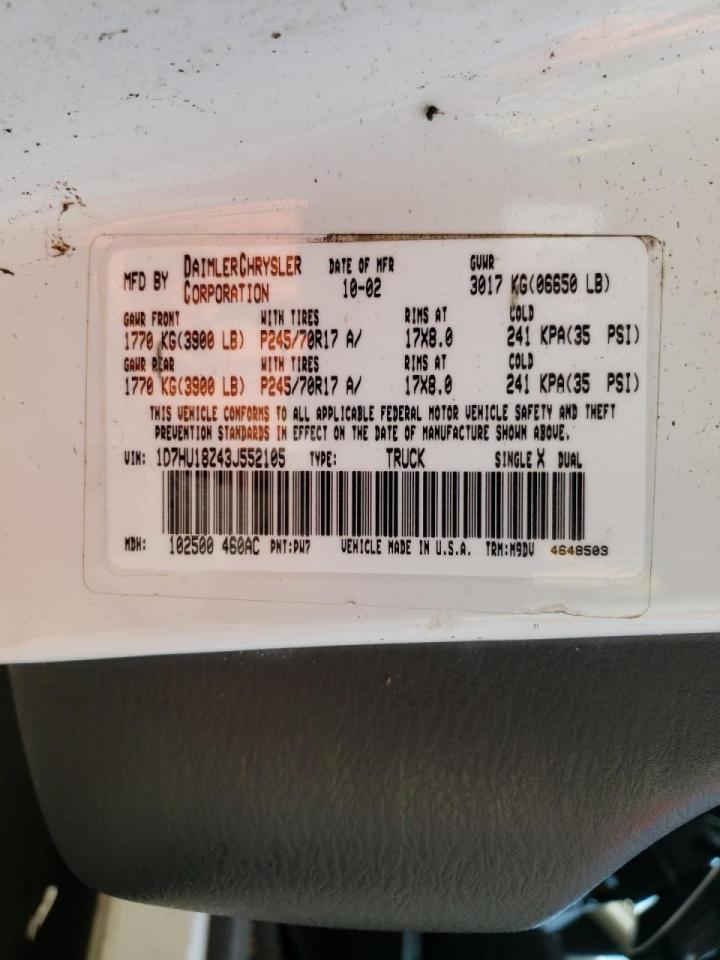 MFD BY DAIMLERCHRYSLER CORPORATION DATE OF MFR 10-02 GVWR 3017 KG(06650 LB)
GAWR FRONT WITH TIRES RIMS AT COLD
1770 KG(3900 LB) P245/70R17 A/ 17X8.0 241 KPA(35 PSI)
GAWR REAR WITH TIRES RIMS AT COLD
1770 KG(3900 LB) P245/70R17 A/ 17X8.0 241 KPA(35 PSI)
THIS VEHICLE CONFORMS TO ALL APPLICABLE FEDERAL MOTOR VEHICLE SAFETY AND THEFT
PREVENTION STANDARDS IN EFFECT ON THE DATE OF MANUFACTURE SHOWN ABOVE.
VIN: 1D7HU18Z43J552105 TYPE: TRUCK SINGLE X DUAL
MDH: 102500 460AC PNT:PW7 VEHICLE MADE IN U.S.A. TRM:M9DV 4648503